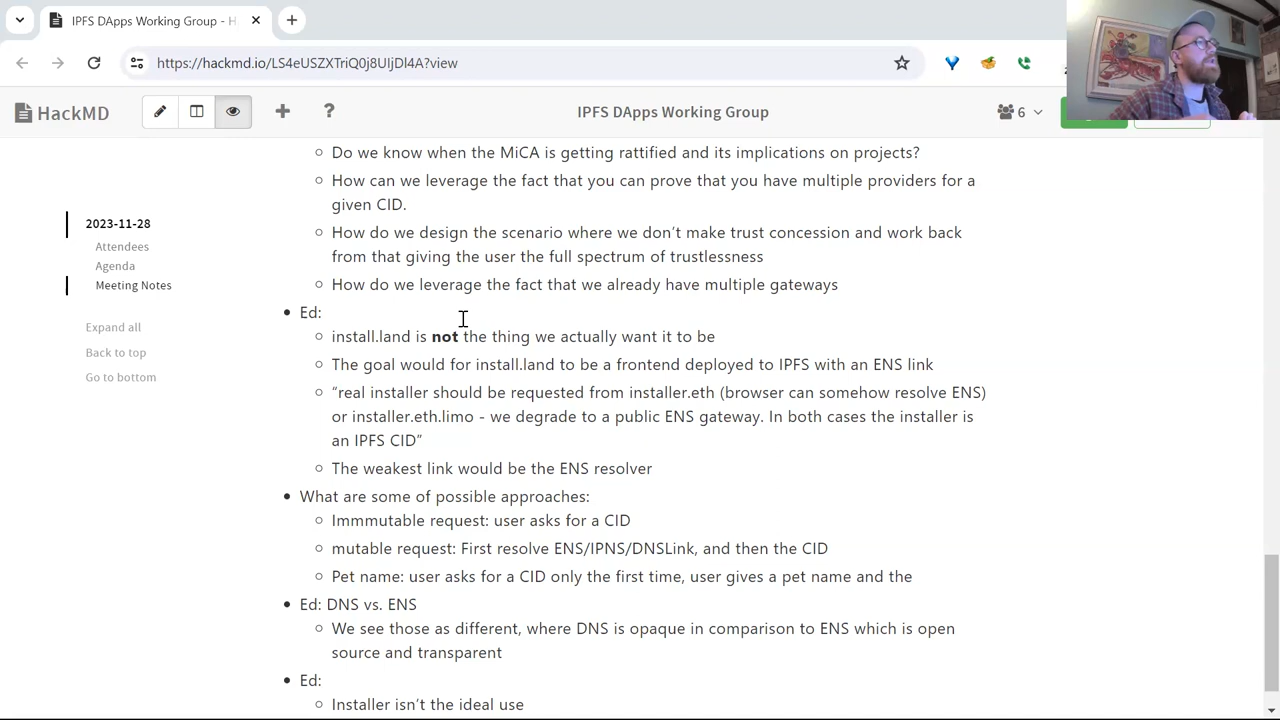 IPFS DApps Working Group - H
https://hackmd.io/LS4eUSZXTriQ0j8UIjDl4A?view
HackMD
IPFS DApps Working Group
6
2023-11-28
Attendees
Agenda
Meeting Notes
Expand all
Back to top
Go to bottom
Do we know when the MiCA is getting rattified and its implications on projects?
How can we leverage the fact that you can prove that you have multiple providers for a
given CID.
How do we design the scenario where we don't make trust concession and work back
from that giving the user the full spectrum of trustlessness
How do we leverage the fact that we already have multiple gateways
Ed:
install.land is not the thing we actually want it to be
The goal would for install.land to be a frontend deployed to IPFS with an ENS link
“real installer should be requested from installer.eth (browser can somehow resolve ENS)
or installer.eth.limo - we degrade to a public ENS gateway. In both cases the installer is
an IPFS CID”
The weakest link would be the ENS resolver
What are some of possible approaches:
Immmutable request: user asks for a CID
mutable request: First resolve ENS/IPNS/DNSLink, and then the CID
Pet name: user asks for a CID only the first time, user gives a pet name and the
Ed: DNS vs. ENS
We see those as different, where DNS is opaque in comparison to ENS which is open
source and transparent
Ed:
Installer isn't the ideal use